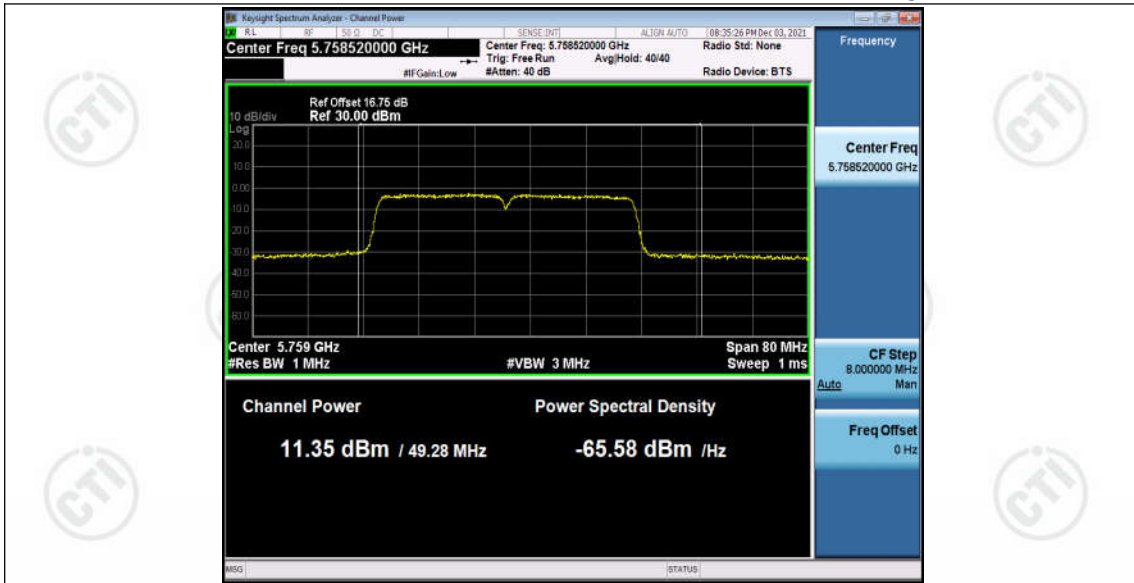 Keysight Spectrum Analyzer - Channel Power
RL RF 50 Ω DC SENSE:INT ALIGN AUTO 08:35:26 PM Dec 03, 2021
Center Freq 5.758520000 GHz
Center Freq: 5.758520000 GHz
Radio Std: None
Trig: Free Run Avg|Hold: 40/40
#IFGain:Low
#Atten: 40 dB
Radio Device: BTS
Frequency
Ref Offset 16.75 dB
10 dB/div Ref 30.00 dBm
Log
20.0
10.0
0.00
-10.0
-20.0
-30.0
-40.0
-50.0
-60.0
Center 5.759 GHz
Span 80 MHz
#Res BW 1 MHz
#VBW 3 MHz
Sweep 1 ms
Center Freq
5.758520000 GHz
CF Step
8.000000 MHz
Auto Man
Freq Offset
0 Hz
Channel Power
Power Spectral Density
11.35 dBm / 49.28 MHz
-65.58 dBm /Hz
MSG
STATUS
CTI
CTI
CTI
CTI